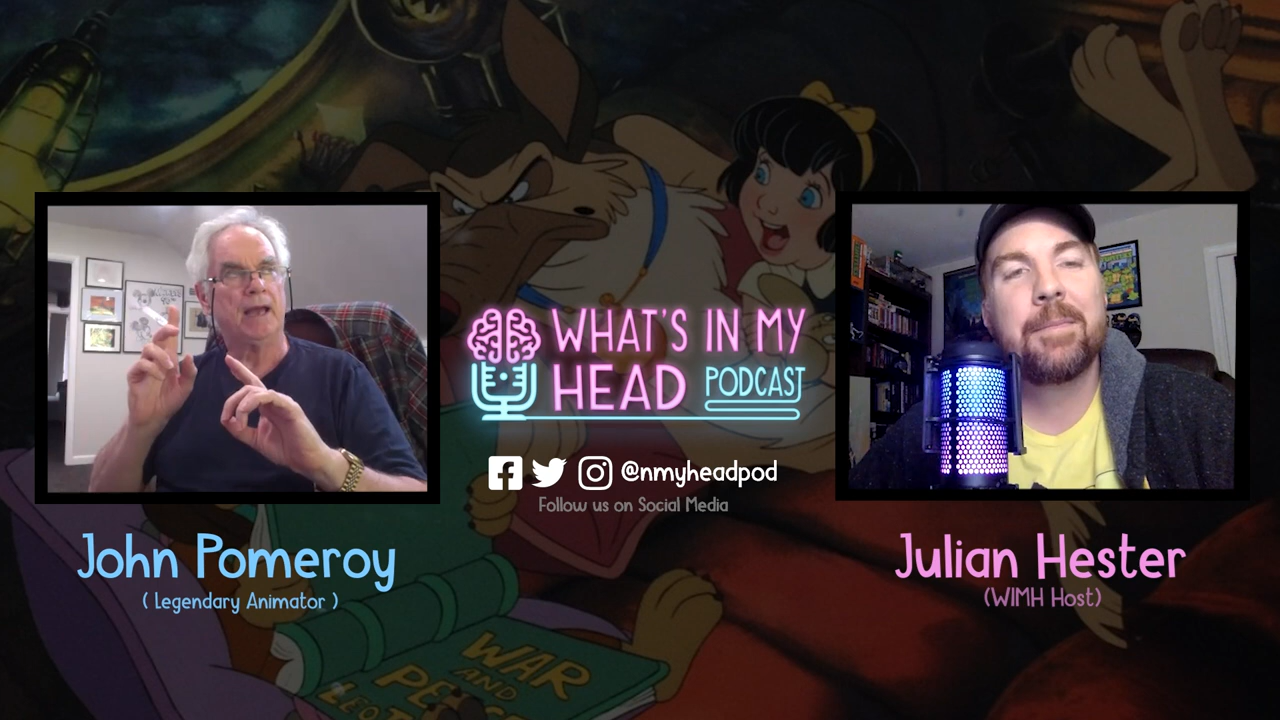 WHAT'S IN MY
HEAD PODCAST
@nmyheadpod
Follow us on Social Media
John Pomeroy
( Legendary Animator )
Julian Hester
(WIMH Host)
WAR
AND